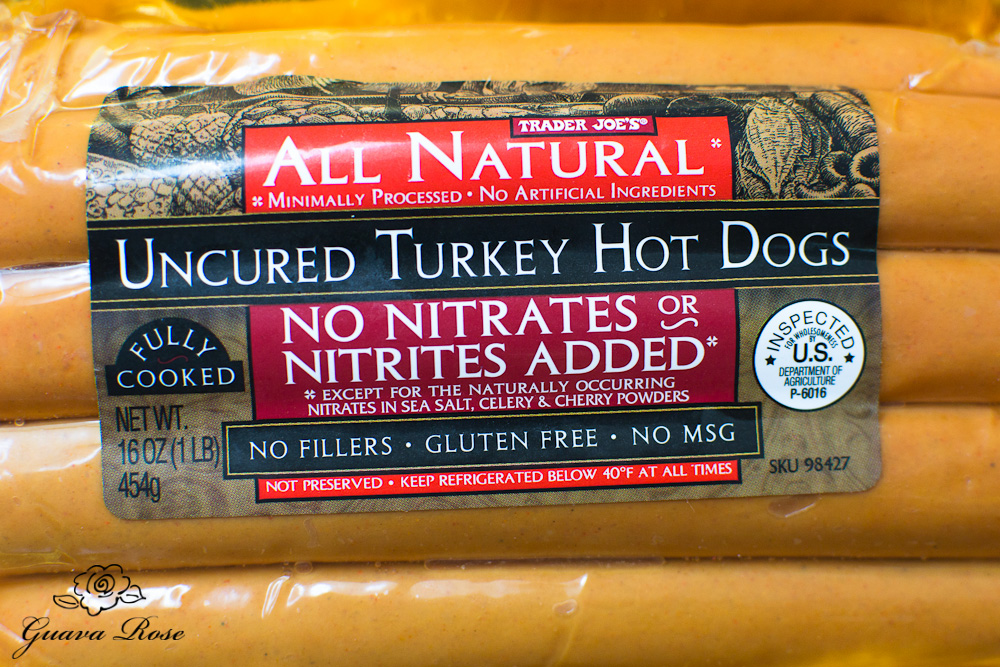 TRADER JOE'S®
ALL NATURAL*
* MINIMALLY PROCESSED • NO ARTIFICIAL INGREDIENTS
UNCURED TURKEY HOT DOGS
FULLY
COOKED
NET WT.
16 OZ (1 LB)
454g
NO NITRATES OR
NITRITES ADDED*
* EXCEPT FOR THE NATURALLY OCCURRING
NITRATES IN SEA SALT, CELERY & CHERRY POWDERS
INSPECTED
FOR WHOLESOMENESS
BY
U.S.
DEPARTMENT OF
AGRICULTURE
P-6016
NO FILLERS • GLUTEN FREE • NO MSG
NOT PRESERVED • KEEP REFRIGERATED BELOW 40°F AT ALL TIMES
SKU 98427
Guava Rose